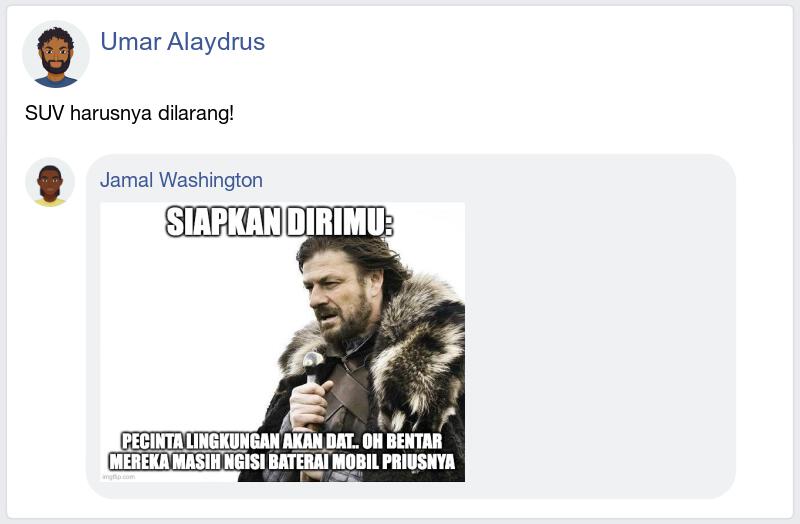 Umar Alaydrus
SUV harusnya dilarang!
Jamal Washington
SIAPKAN DIRIMU:
PECINTA LINGKUNGAN AKAN DAT.. OH BENTAR
MEREKA MASIH NGISI BATERAI MOBIL PRIUSNYA
imgflip.com